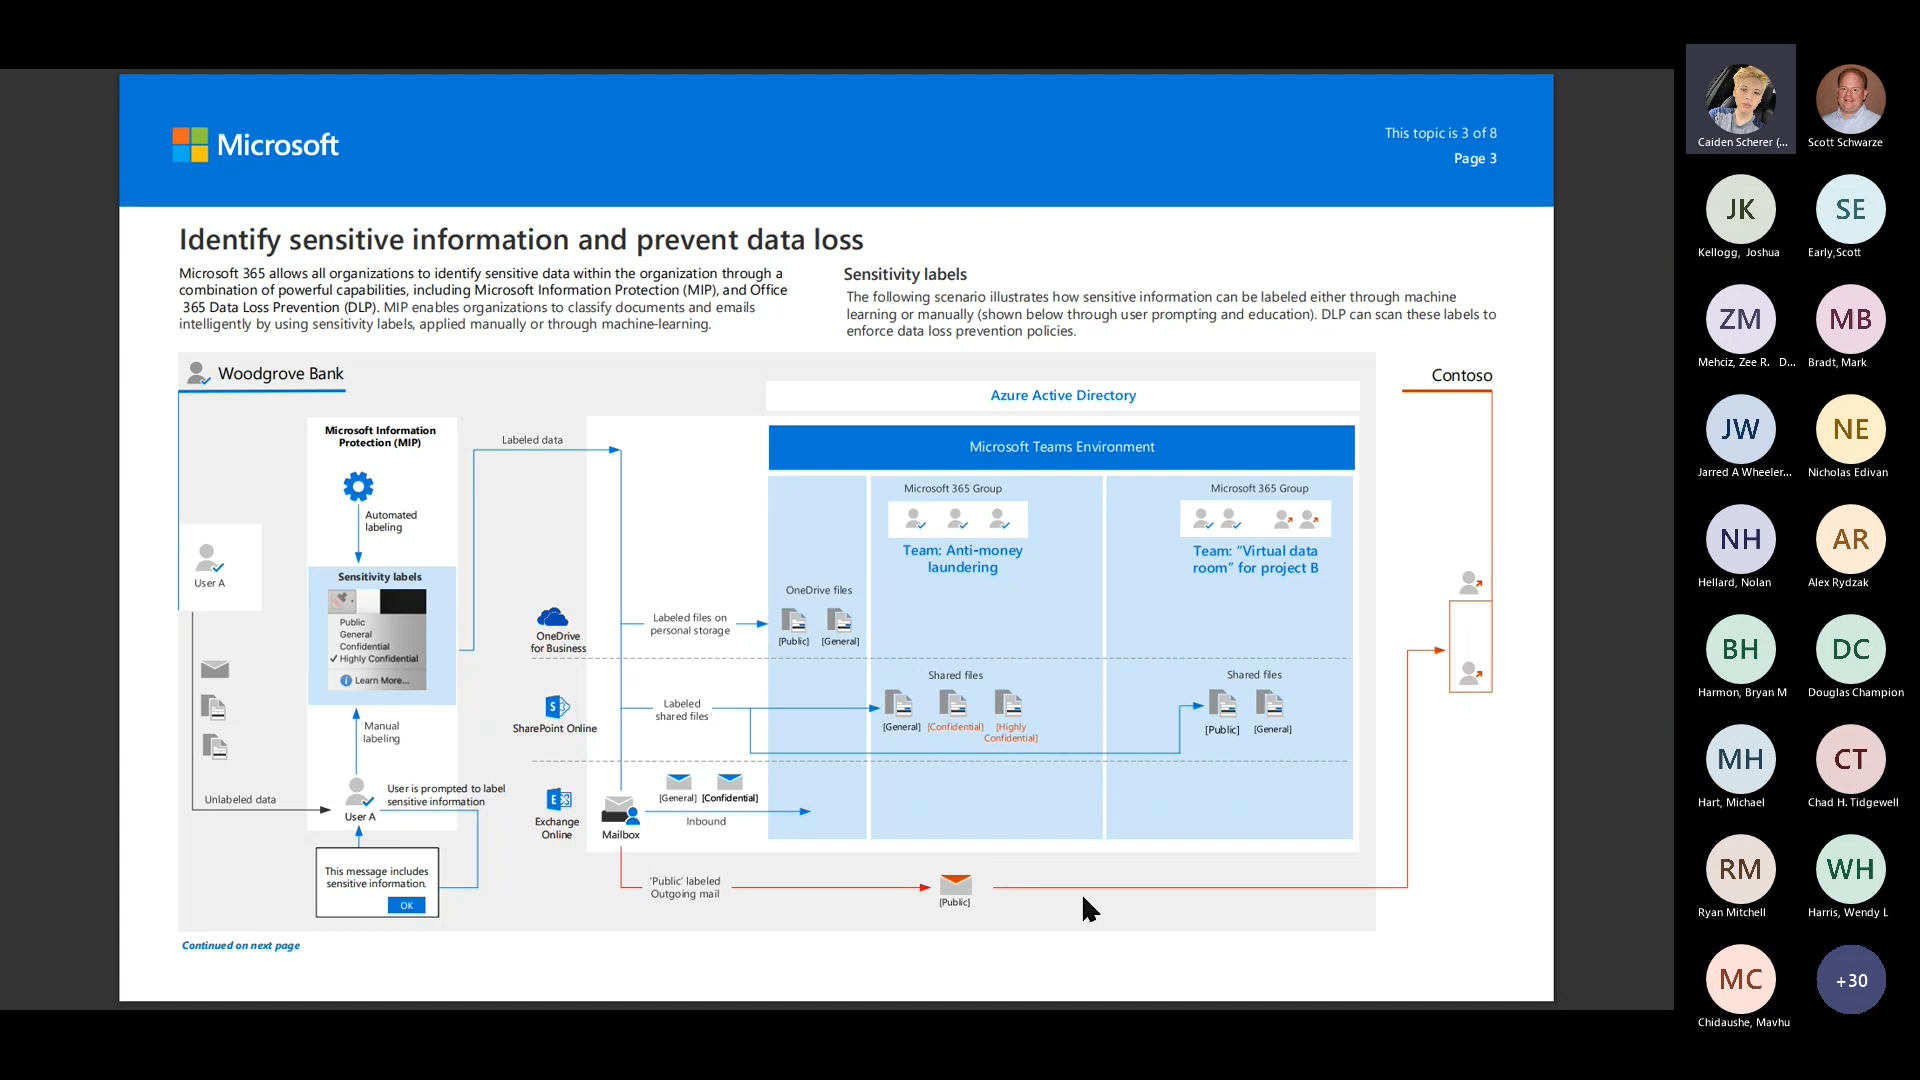 Microsoft
This topic is 3 of 8
Page 3
Identify sensitive information and prevent data loss
Microsoft 365 allows all organizations to identify sensitive data within the organization through a
combination of powerful capabilities, including Microsoft Information Protection (MIP), and Office
365 Data Loss Prevention (DLP). MIP enables organizations to classify documents and emails
intelligently by using sensitivity labels, applied manually or through machine-learning.
Sensitivity labels
The following scenario illustrates how sensitive information can be labeled either through machine
learning or manually (shown below through user prompting and education). DLP can scan these labels to
enforce data loss prevention policies.
Woodgrove Bank
Contoso
Azure Active Directory
Microsoft Teams Environment
Microsoft Information
Protection (MIP)
Automated
labeling
Sensitivity labels
Public
General
Confidential
✓ Highly Confidential
Learn More...
Manual
labeling
User A
Unlabeled data
User A
User is prompted to label
sensitive information
This message includes
sensitive information.
OK
Labeled data
OneDrive
for Business
SharePoint Online
Exchange
Online
Labeled files on
personal storage
Labeled
shared files
Mailbox
[General] [Confidential]
Inbound
'Public' labeled
Outgoing mail
[Public]
OneDrive files
[Public] [General]
Microsoft 365 Group
Team: Anti-money
laundering
Shared files
[General] [Confidential] [Highly
Confidential]
Microsoft 365 Group
Team: “Virtual data
room” for project B
Shared files
[Public] [General]
Continued on next page
Caiden Scherer (...
Scott Schwarze
JK
Kellogg, Joshua
SE
Early,Scott
ZM
Mehciz, Zee R. D...
MB
Bradt, Mark
JW
Jarred A Wheeler...
NE
Nicholas Edivan
NH
Hellard, Nolan
AR
Alex Rydzak
BH
Harmon, Bryan M
DC
Douglas Champion
MH
Hart, Michael
CT
Chad H. Tidgewell
RM
Ryan Mitchell
WH
Harris, Wendy L
MC
Chidaushe, Mavhu
+30